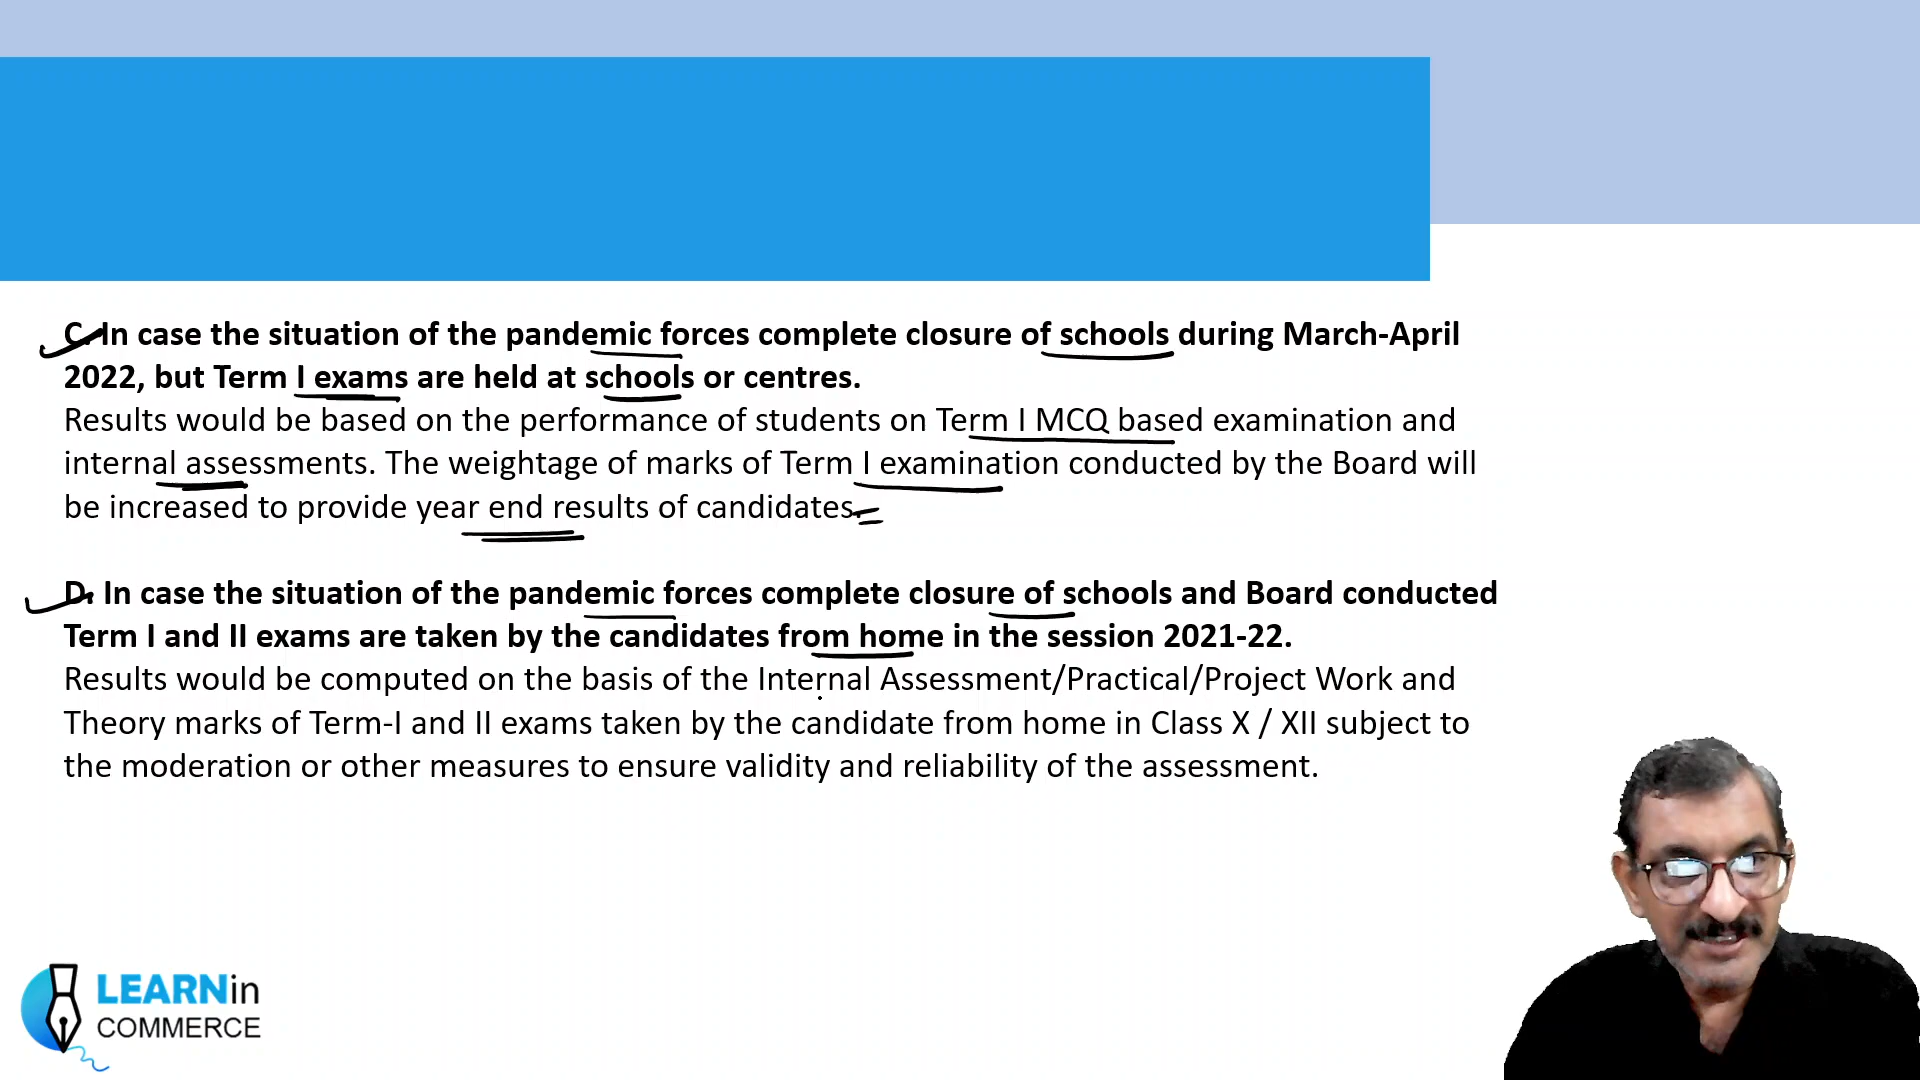 C. In case the situation of the pandemic forces complete closure of schools during March-April
2022, but Term I exams are held at schools or centres.
Results would be based on the performance of students on Term I MCQ based examination and
internal assessments. The weightage of marks of Term I examination conducted by the Board will
be increased to provide year end results of candidates.
D. In case the situation of the pandemic forces complete closure of schools and Board conducted
Term I and II exams are taken by the candidates from home in the session 2021-22.
Results would be computed on the basis of the Internal Assessment/Practical/Project Work and
Theory marks of Term-I and II exams taken by the candidate from home in Class X / XII subject to
the moderation or other measures to ensure validity and reliability of the assessment.
LEARNin
COMMERCE